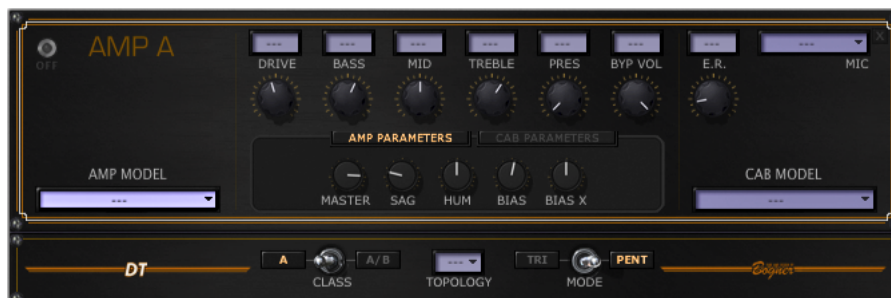 AMP A
OFF
--- --- --- --- --- --- --- ---
DRIVE BASS MID TREBLE PRES BYP VOL E.R. MIC
X
AMP PARAMETERS CAB PARAMETERS
AMP MODEL
---
MASTER SAG HUM BIAS BIAS X
CAB MODEL
---
DT
A A/B
CLASS
---
TOPOLOGY
TRI PENT
MODE
Bogner